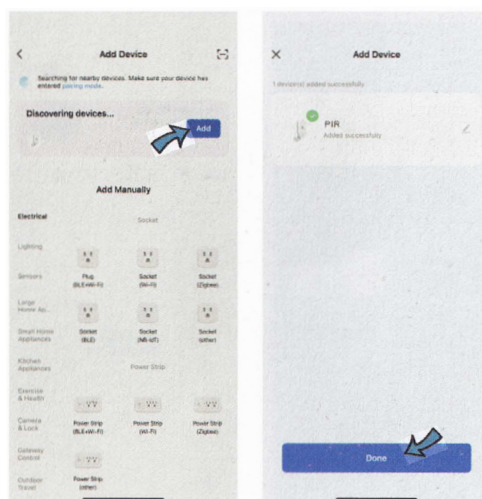 Add Device
Searching for nearby devices. Make sure your device has
entered pairing mode.
Discovering devices...
Add
Add Manually
Electrical
Socket
Lighting
Sensors
Plug
(BLE+Wi-Fi)
Socket
(Wi-Fi)
Socket
(Zigbee)
Large
Home Ap...
Smart Home
Appliances
Socket
(BLE)
Socket
(NB-IoT)
Socket
(other)
Kitchen
Appliances
Power Strip
Exercise
& Health
Camera
& Lock
Power Strip
(BLE+Wi-Fi)
Power Strip
(Wi-Fi)
Power Strip
(Zigbee)
Gateway
Control
Outdoor
Travel
Power Strip
(other)
Add Device
1 device(s) added successfully
PIR
Added successfully
Done